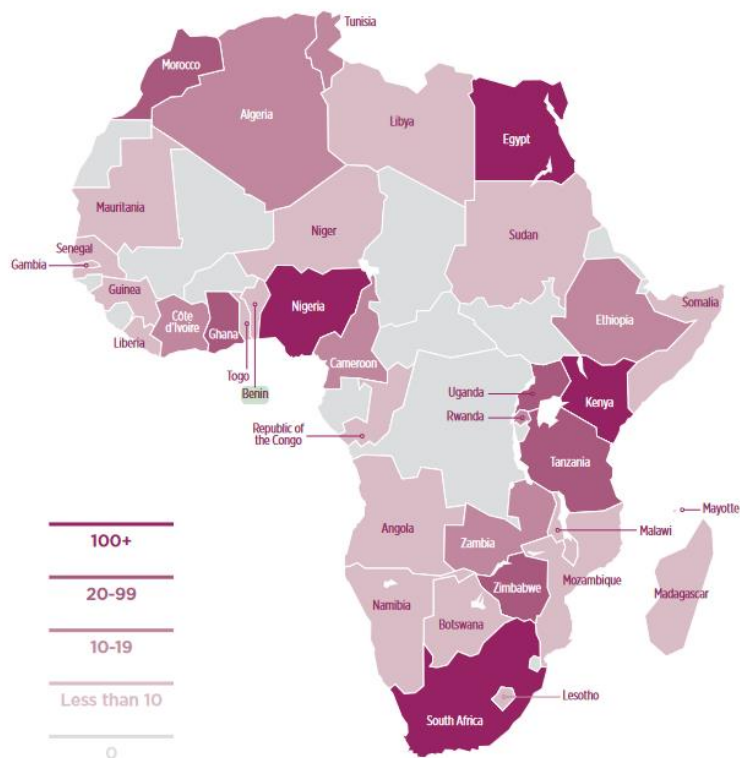 Tunisia
Morocco
Algeria
Libya
Egypt
Mauritania
Niger
Sudan
Senegal
Gambia
Guinea
Nigeria
Somalia
Côte
d'Ivoire
Ghana
Ethiopia
Liberia
Cameroon
Togo
Benin
Uganda
Kenya
Rwanda
Republic of
the Congo
Tanzania
Mayotte
Angola
Malawi
Zambia
Mozambique
Zimbabwe
Madagascar
Namibia
Botswana
Lesotho
South Africa
100+
20-99
10-19
Less than 10
0